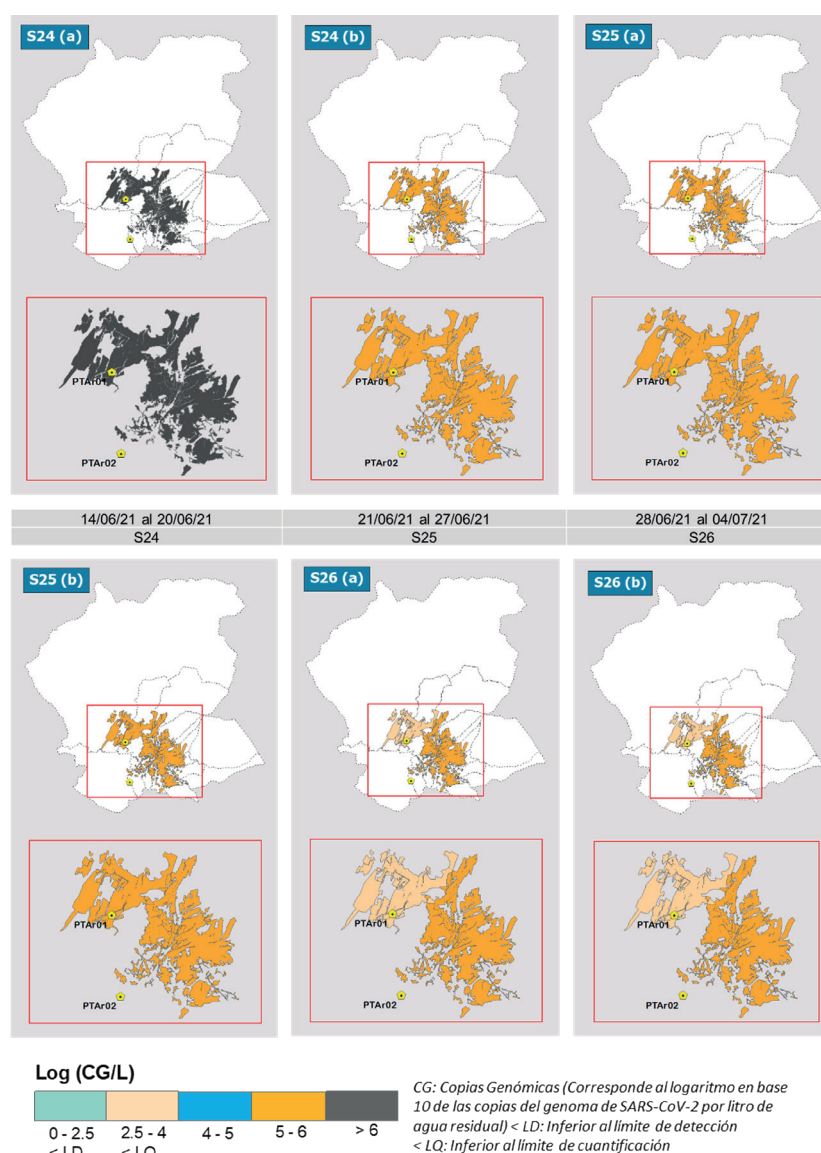 S24 (a)
S24 (b)
S25 (a)
PTAr01
PTAr02
PTAr01
PTAr02
PTAr01
PTAr02
14/06/21 al 20/06/21
21/06/21 al 27/06/21
28/06/21 al 04/07/21
S24
S25
S26
S25 (b)
S26 (a)
S26 (b)
PTAr01
PTAr02
PTAr01
PTAr02
PTAr01
PTAr02
Log (CG/L)
0 - 2.5
2.5 - 4
4 - 5
5 - 6
> 6
< LD
< LQ
CG: Copias Genómicas (Corresponde al logaritmo en base
10 de las copias del genoma de SARS-CoV-2 por litro de
agua residual) < LD: Inferior al límite de detección
< LQ: Inferior al límite de cuantificación